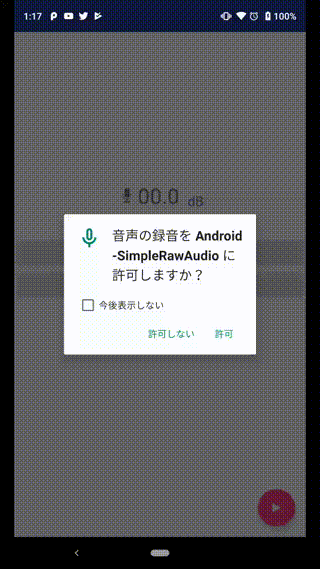 1:17
100%
00.0 dB
音声の録音を Android
-SimpleRawAudio に
許可しますか？
今後表示しない
許可しない 許可